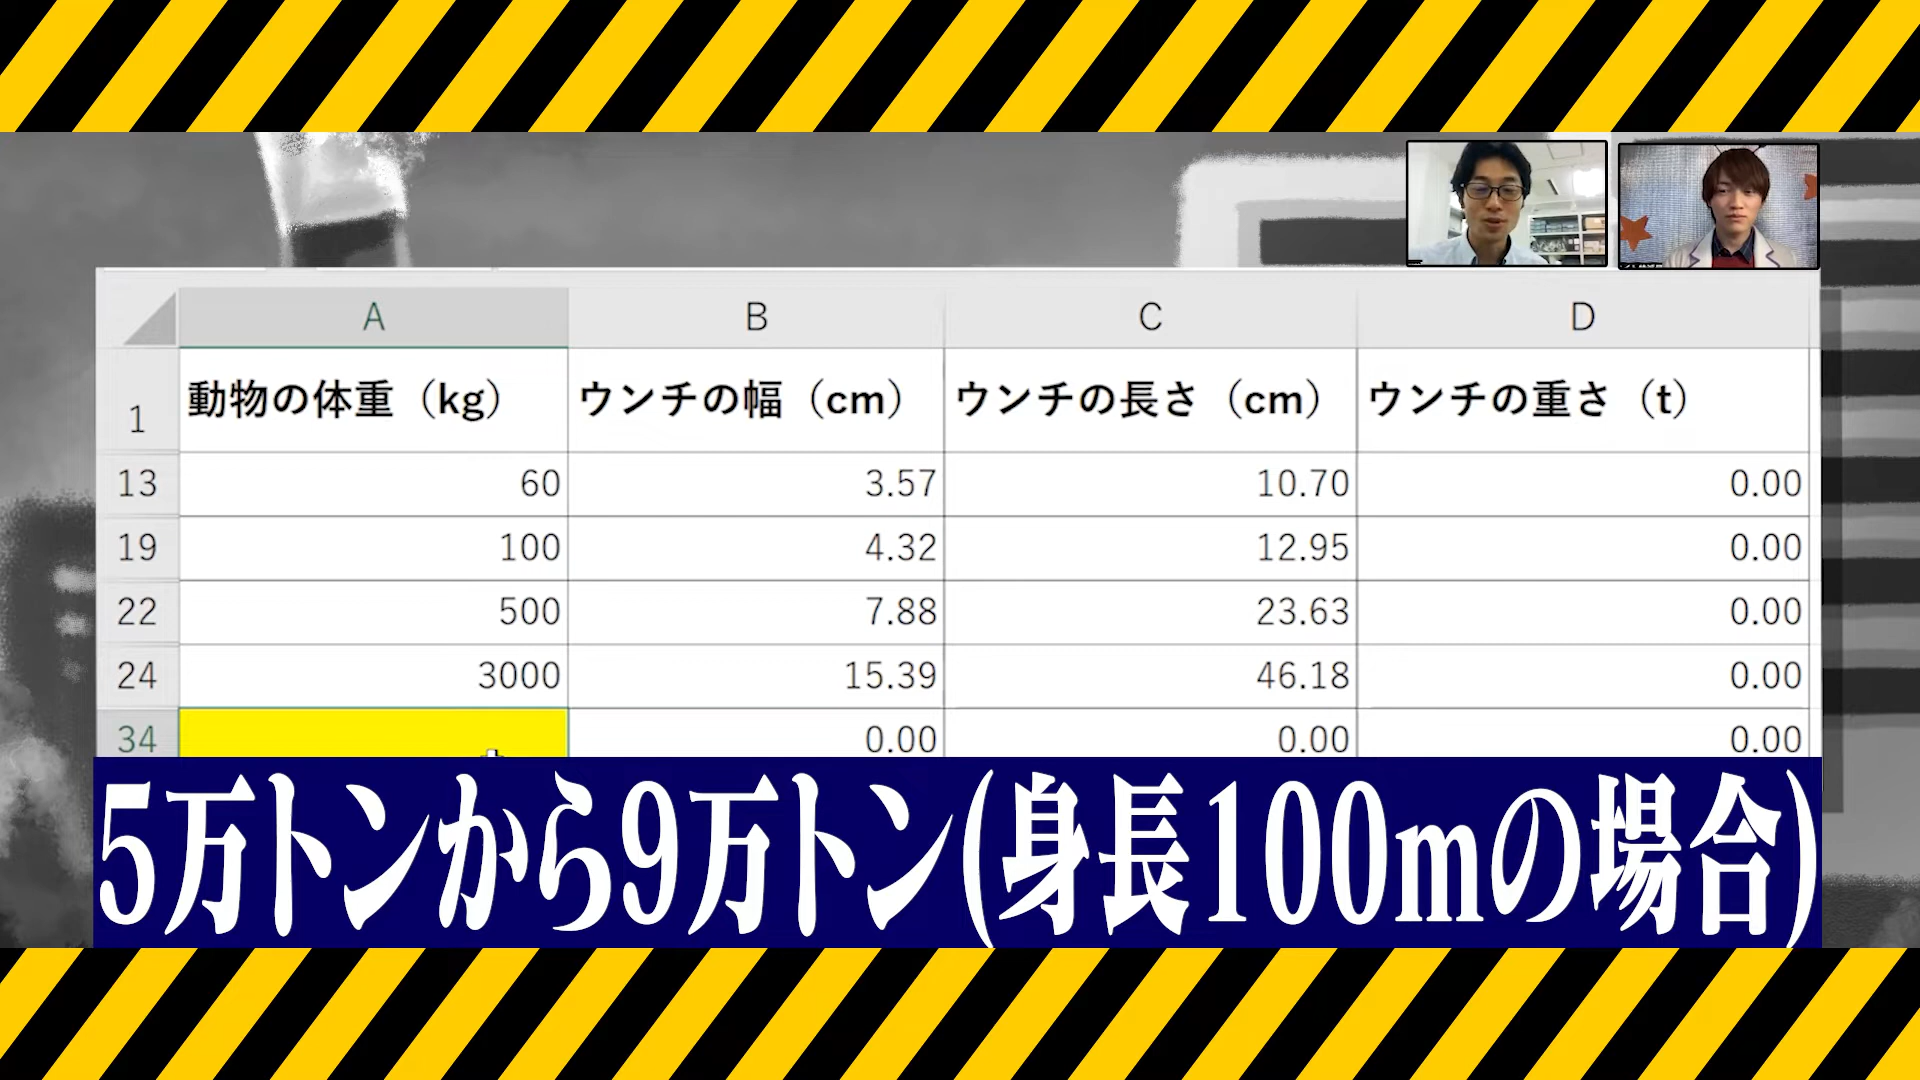 A B C D
1 動物の体重（kg） ウンチの幅（cm） ウンチの長さ（cm） ウンチの重さ（t）
13 60 3.57 10.70 0.00
19 100 4.32 12.95 0.00
22 500 7.88 23.63 0.00
24 3000 15.39 46.18 0.00
34 0.00 0.00 0.00
5万トンから9万トン(身長100mの場合)